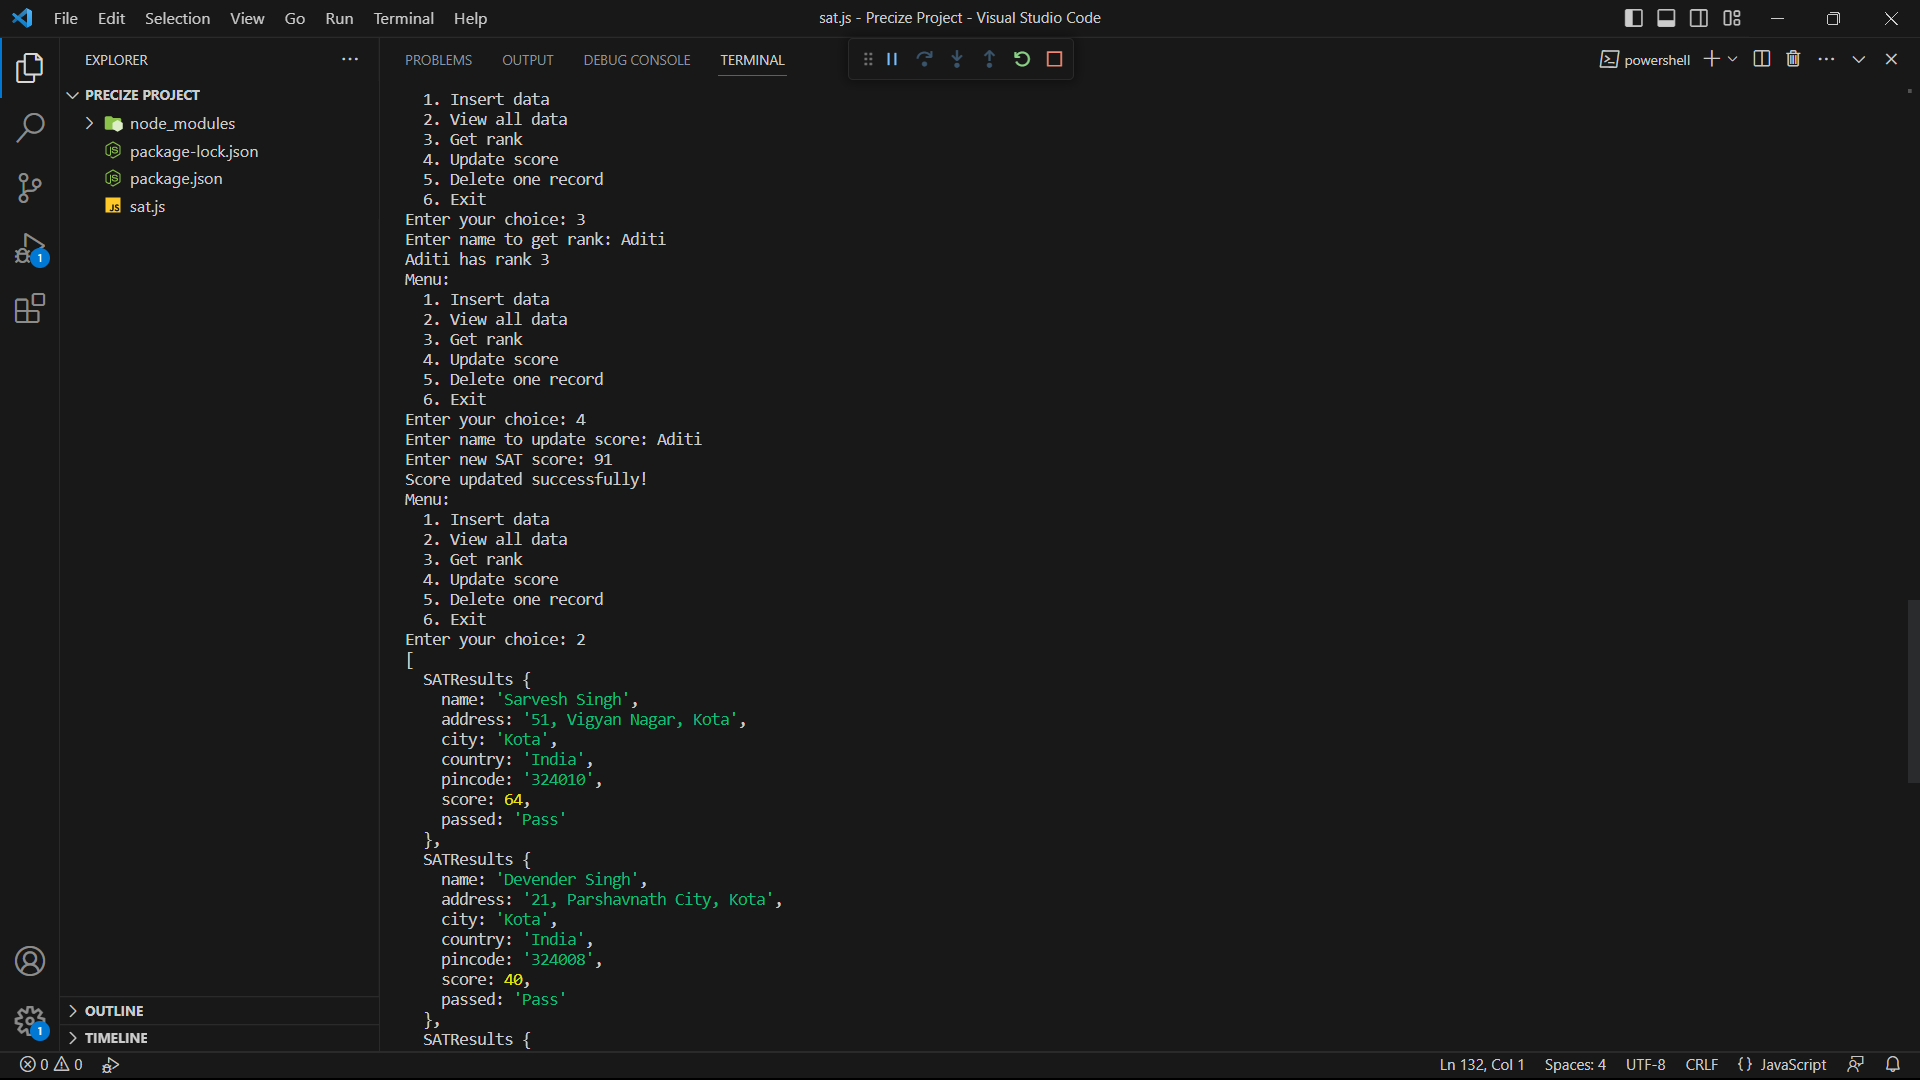 File Edit Selection View Go Run Terminal Help
sat.js - Precize Project - Visual Studio Code
EXPLORER
PRECIZE PROJECT
node_modules
package-lock.json
package.json
sat.js
OUTLINE
TIMELINE
1
1
PROBLEMS OUTPUT DEBUG CONSOLE TERMINAL
powershell
1. Insert data
2. View all data
3. Get rank
4. Update score
5. Delete one record
6. Exit
Enter your choice: 3
Enter name to get rank: Aditi
Aditi has rank 3
Menu:
1. Insert data
2. View all data
3. Get rank
4. Update score
5. Delete one record
6. Exit
Enter your choice: 4
Enter name to update score: Aditi
Enter new SAT score: 91
Score updated successfully!
Menu:
1. Insert data
2. View all data
3. Get rank
4. Update score
5. Delete one record
6. Exit
Enter your choice: 2
[
SATResults {
name: 'Sarvesh Singh',
address: '51, Vigyan Nagar, Kota',
city: 'Kota',
country: 'India',
pincode: '324010',
score: 64,
passed: 'Pass'
},
SATResults {
name: 'Devender Singh',
address: '21, Parshavnath City, Kota',
city: 'Kota',
country: 'India',
pincode: '324008',
score: 40,
passed: 'Pass'
},
SATResults {
0 0
Ln 132, Col 1 Spaces: 4 UTF-8 CRLF {} JavaScript